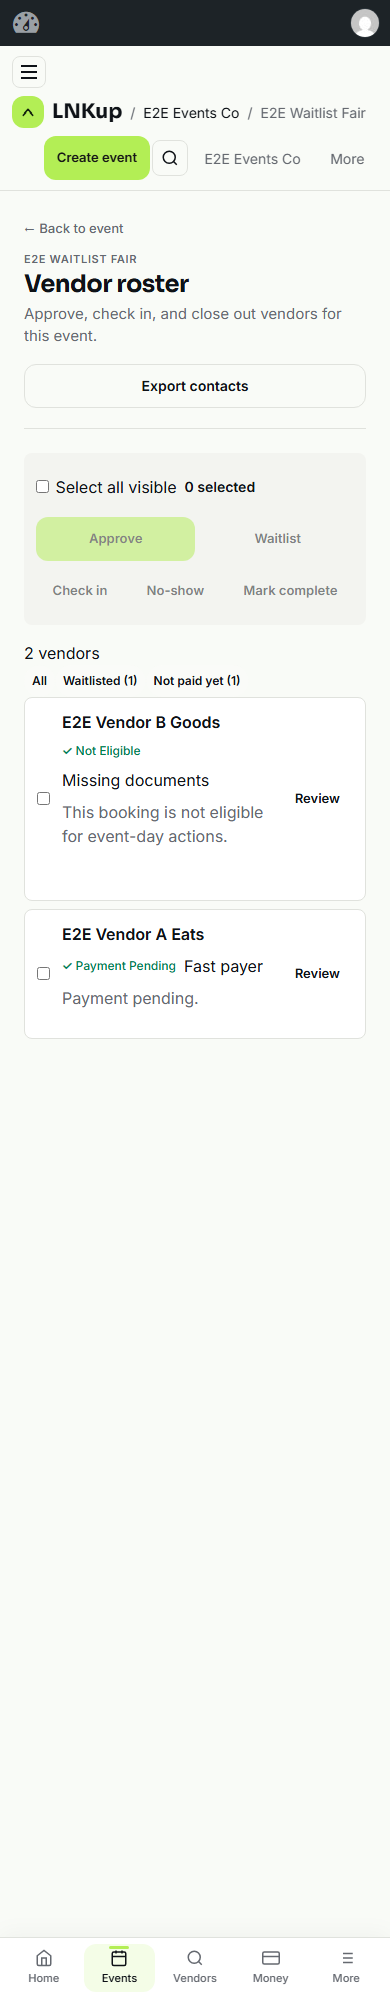 LNKup / E2E Events Co / E2E Waitlist Fair
Create event E2E Events Co More
← Back to event
E2E WAITLIST FAIR
Vendor roster
Approve, check in, and close out vendors for
this event.
Export contacts
Select all visible 0 selected
Approve Waitlist
Check in No-show Mark complete
2 vendors
All Waitlisted (1) Not paid yet (1)
E2E Vendor B Goods
✓ Not Eligible
Missing documents
Review
This booking is not eligible
for event-day actions.
E2E Vendor A Eats
✓ Payment Pending Fast payer
Review
Payment pending.
Home Events Vendors Money More